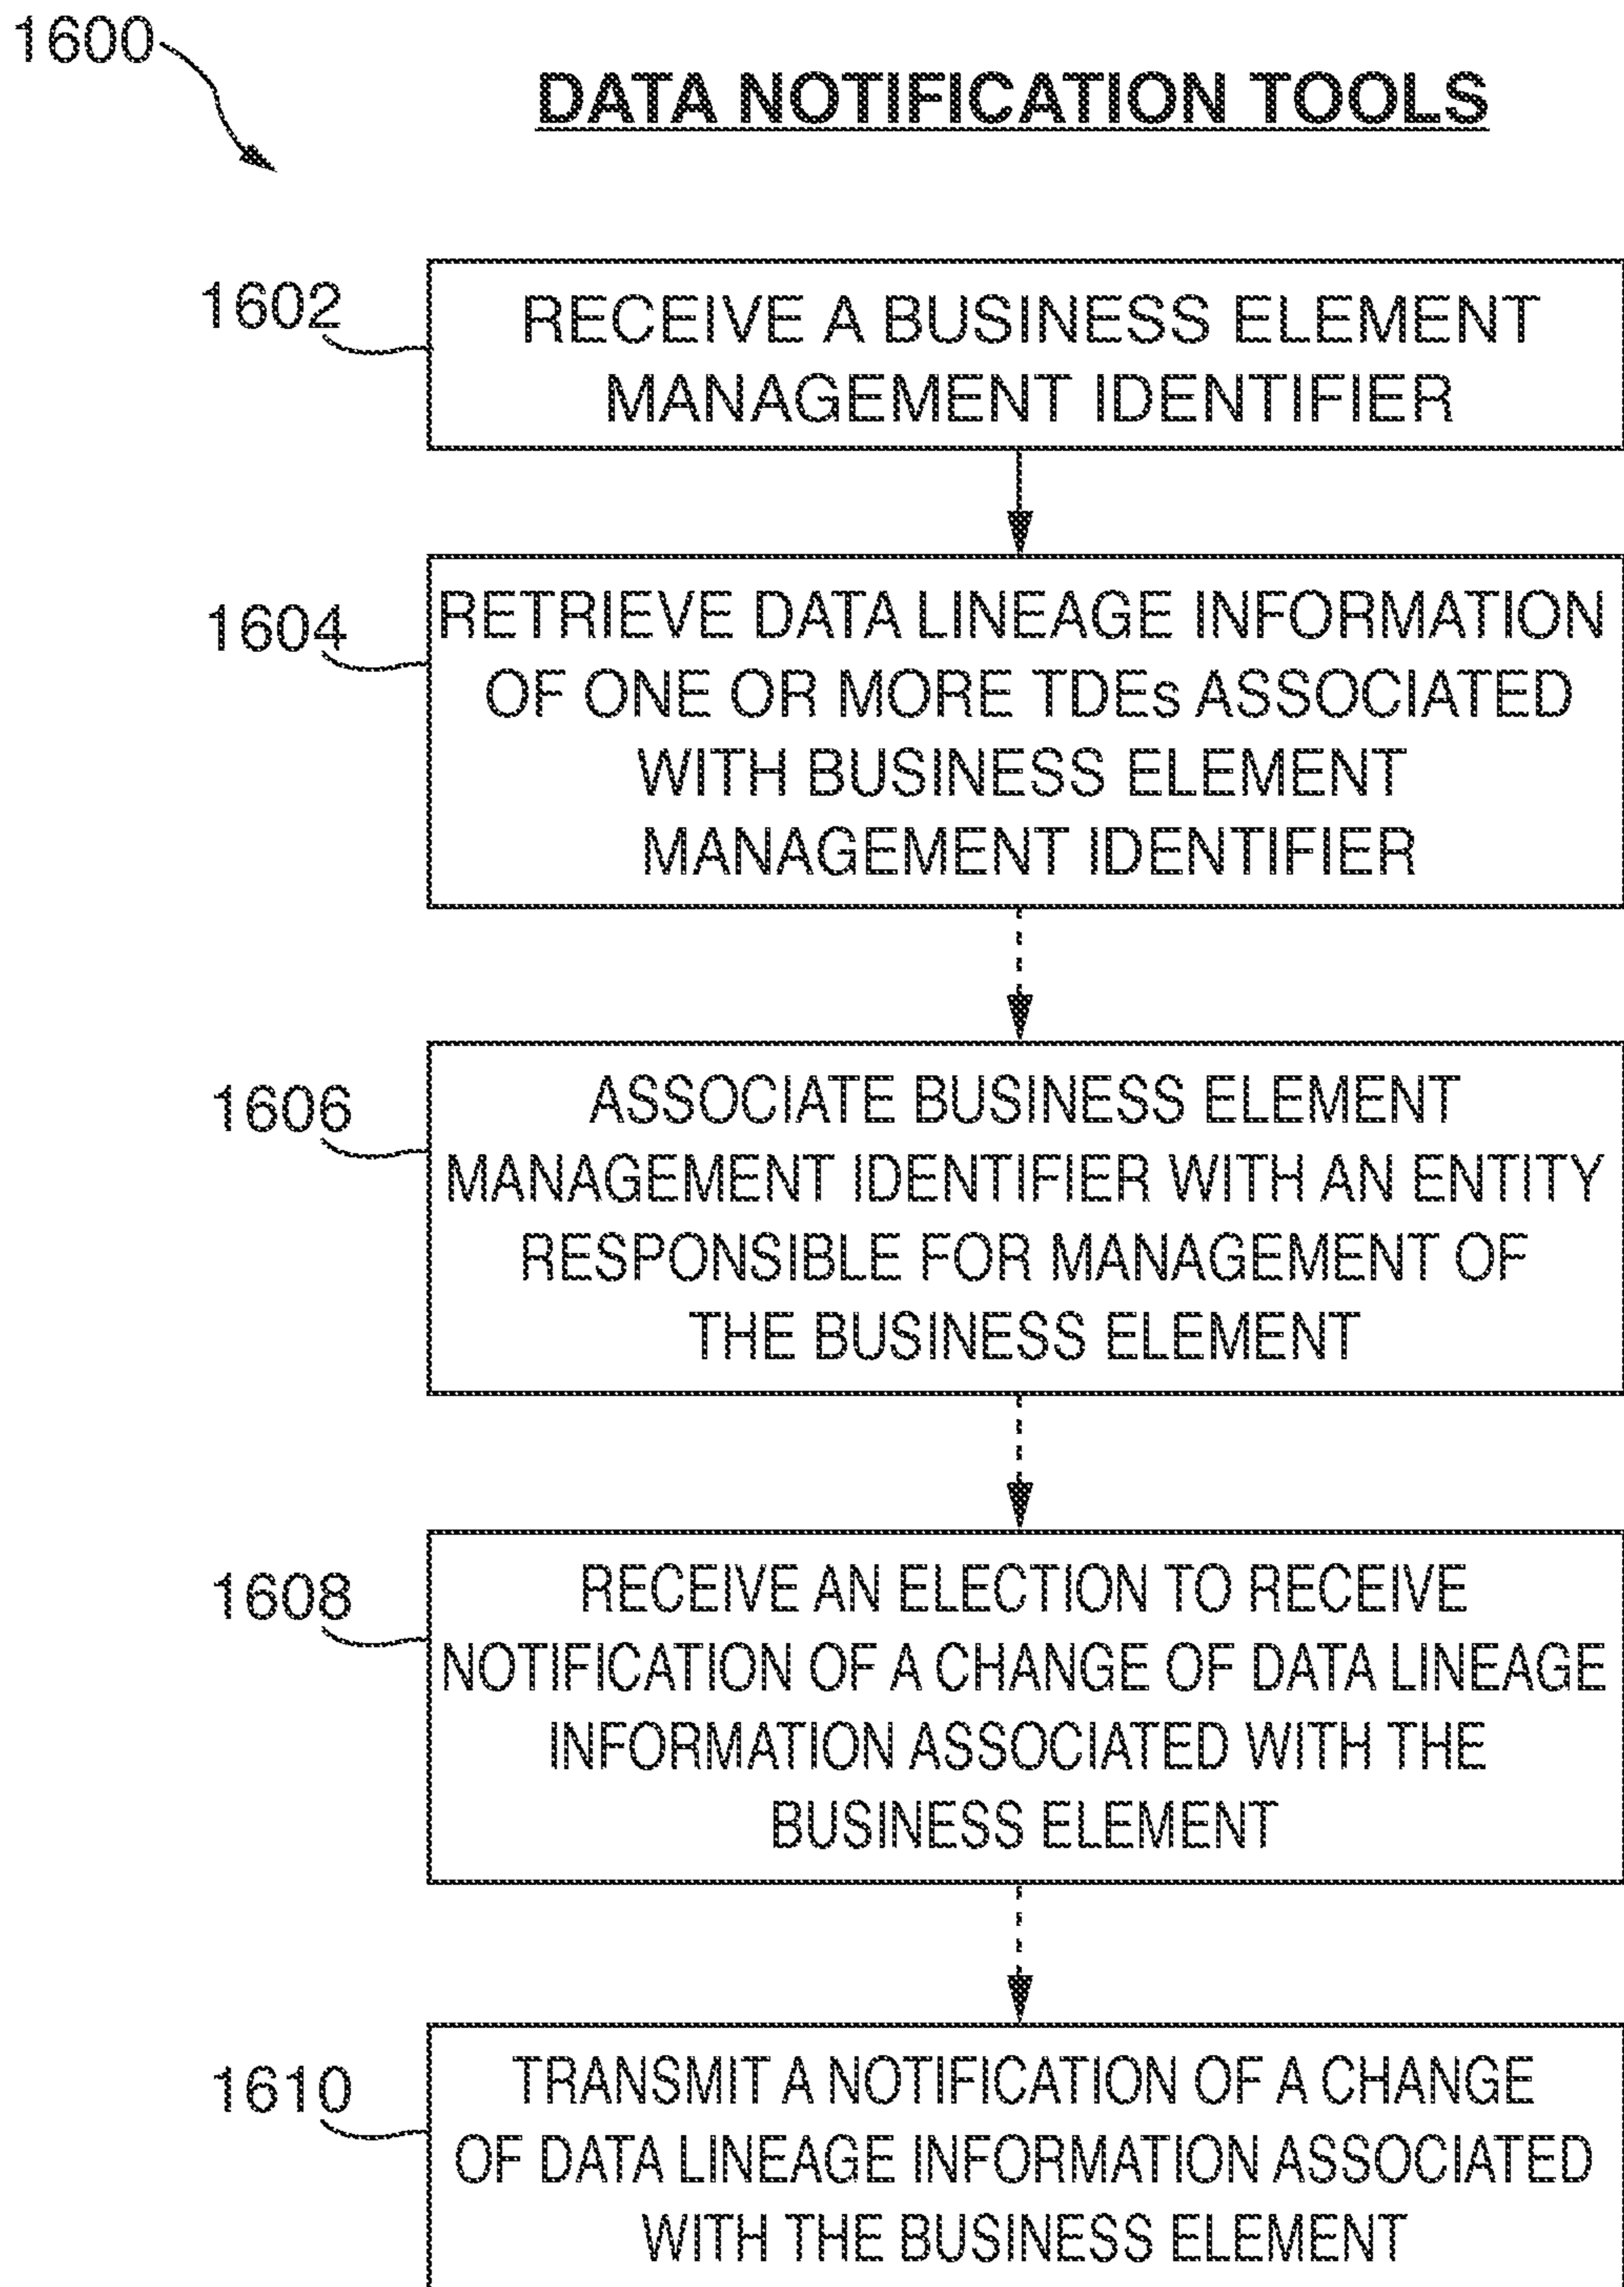 1600
DATA NOTIFICATION TOOLS
1602
RECEIVE A BUSINESS ELEMENT
MANAGEMENT IDENTIFIER
1604
RETRIEVE DATA LINEAGE INFORMATION
OF ONE OR MORE TDEs ASSOCIATED
WITH BUSINESS ELEMENT
MANAGEMENT IDENTIFIER
1606
ASSOCIATE BUSINESS ELEMENT
MANAGEMENT IDENTIFIER WITH AN ENTITY
RESPONSIBLE FOR MANAGEMENT OF
THE BUSINESS ELEMENT
1608
RECEIVE AN ELECTION TO RECEIVE
NOTIFICATION OF A CHANGE OF DATA LINEAGE
INFORMATION ASSOCIATED WITH THE
BUSINESS ELEMENT
1610
TRANSMIT A NOTIFICATION OF A CHANGE
OF DATA LINEAGE INFORMATION ASSOCIATED
WITH THE BUSINESS ELEMENT